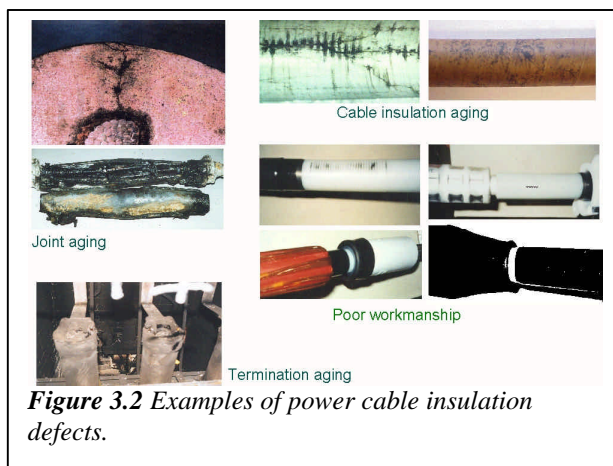 Cable insulation aging
Joint aging
Poor workmanship
Termination aging
Figure 3.2 Examples of power cable insulation
defects.